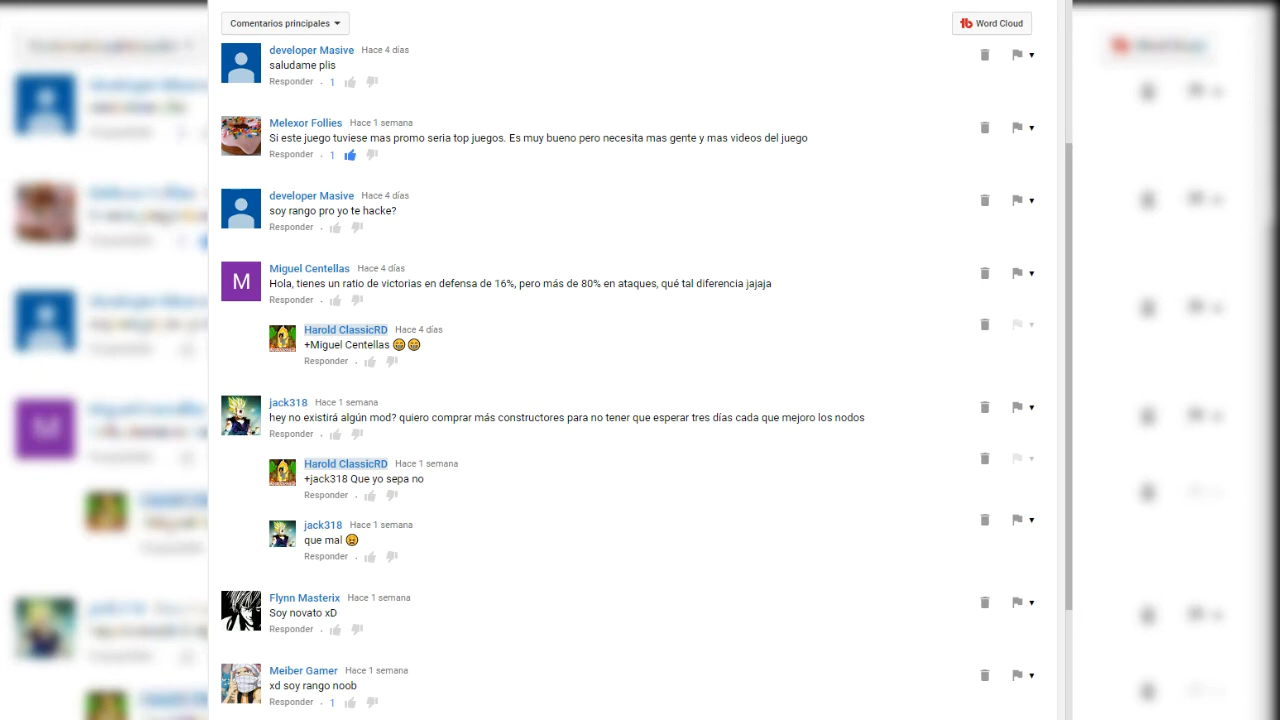 Comentarios principales
Word Cloud
developer Masive Hace 4 días
saludame plis
Responder . 1
Melexor Follies Hace 1 semana
Si este juego tuviese mas promo seria top juegos. Es muy bueno pero necesita mas gente y mas videos del juego
Responder . 1
developer Masive Hace 4 días
soy rango pro yo te hacke?
Responder .
M
Miguel Centellas Hace 4 días
Hola, tienes un ratio de victorias en defensa de 16%, pero más de 80% en ataques, qué tal diferencia jajaja
Responder .
Harold ClassicRD Hace 4 días
+Miguel Centellas 😄😄
Responder .
jack318 Hace 1 semana
hey no existirá algún mod? quiero comprar más constructores para no tener que esperar tres días cada que mejoro los nodos
Responder .
Harold ClassicRD Hace 1 semana
+jack318 Que yo sepa no
Responder .
jack318 Hace 1 semana
que mal 😖
Responder .
Flynn Masterix Hace 1 semana
Soy novato xD
Responder .
Meiber Gamer Hace 1 semana
xd soy rango noob
Responder . 1